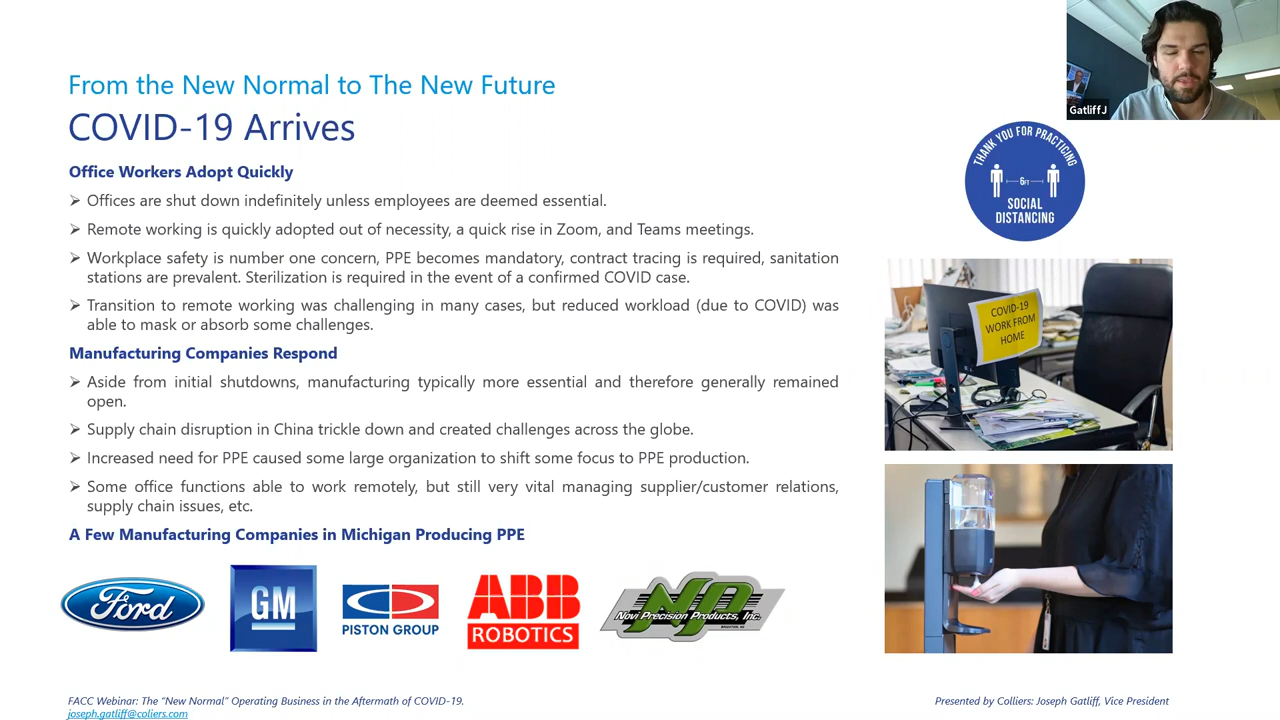 From the New Normal to The New Future
COVID-19 Arrives
Office Workers Adopt Quickly
➢ Offices are shut down indefinitely unless employees are deemed essential.
➢ Remote working is quickly adopted out of necessity, a quick rise in Zoom, and Teams meetings.
➢ Workplace safety is number one concern, PPE becomes mandatory, contract tracing is required, sanitation
stations are prevalent. Sterilization is required in the event of a confirmed COVID case.
➢ Transition to remote working was challenging in many cases, but reduced workload (due to COVID) was
able to mask or absorb some challenges.
Manufacturing Companies Respond
➢ Aside from initial shutdowns, manufacturing typically more essential and therefore generally remained
open.
➢ Supply chain disruption in China trickle down and created challenges across the globe.
➢ Increased need for PPE caused some large organization to shift some focus to PPE production.
➢ Some office functions able to work remotely, but still very vital managing supplier/customer relations,
supply chain issues, etc.
A Few Manufacturing Companies in Michigan Producing PPE
Ford
GM
PISTON GROUP
ABB
ROBOTICS
NP
Novi Precision Products, Inc.
GatliffJ
THANK YOU FOR PRACTICING
6FT
SOCIAL
DISTANCING
COVID-19
WORK FROM
HOME
FACC Webinar: The “New Normal” Operating Business in the Aftermath of COVID-19.
joseph.gatliff@coliers.com
Presented by Colliers: Joseph Gatliff, Vice President